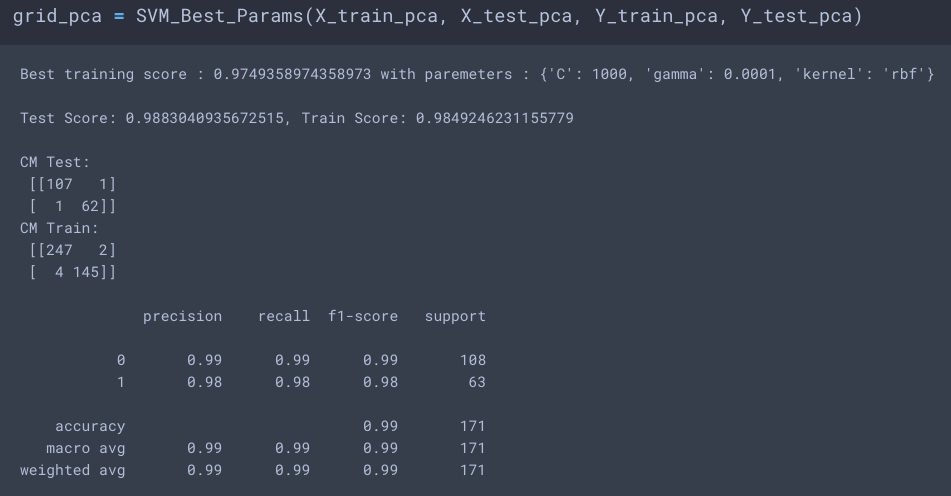 grid_pca = SVM_Best_Params(X_train_pca, X_test_pca, Y_train_pca, Y_test_pca)
Best training score : 0.9749358974358973 with paremeters : {'C': 1000, 'gamma': 0.0001, 'kernel': 'rbf'}
Test Score: 0.9883040935672515, Train Score: 0.9849246231155779
CM Test:
[[107   1]
[  1  62]]
CM Train:
[[247   2]
[  4 145]]
precision    recall  f1-score   support
0       0.99      0.99      0.99       108
1       0.98      0.98      0.98        63
accuracy                           0.99       171
macro avg       0.99      0.99      0.99       171
weighted avg       0.99      0.99      0.99       171